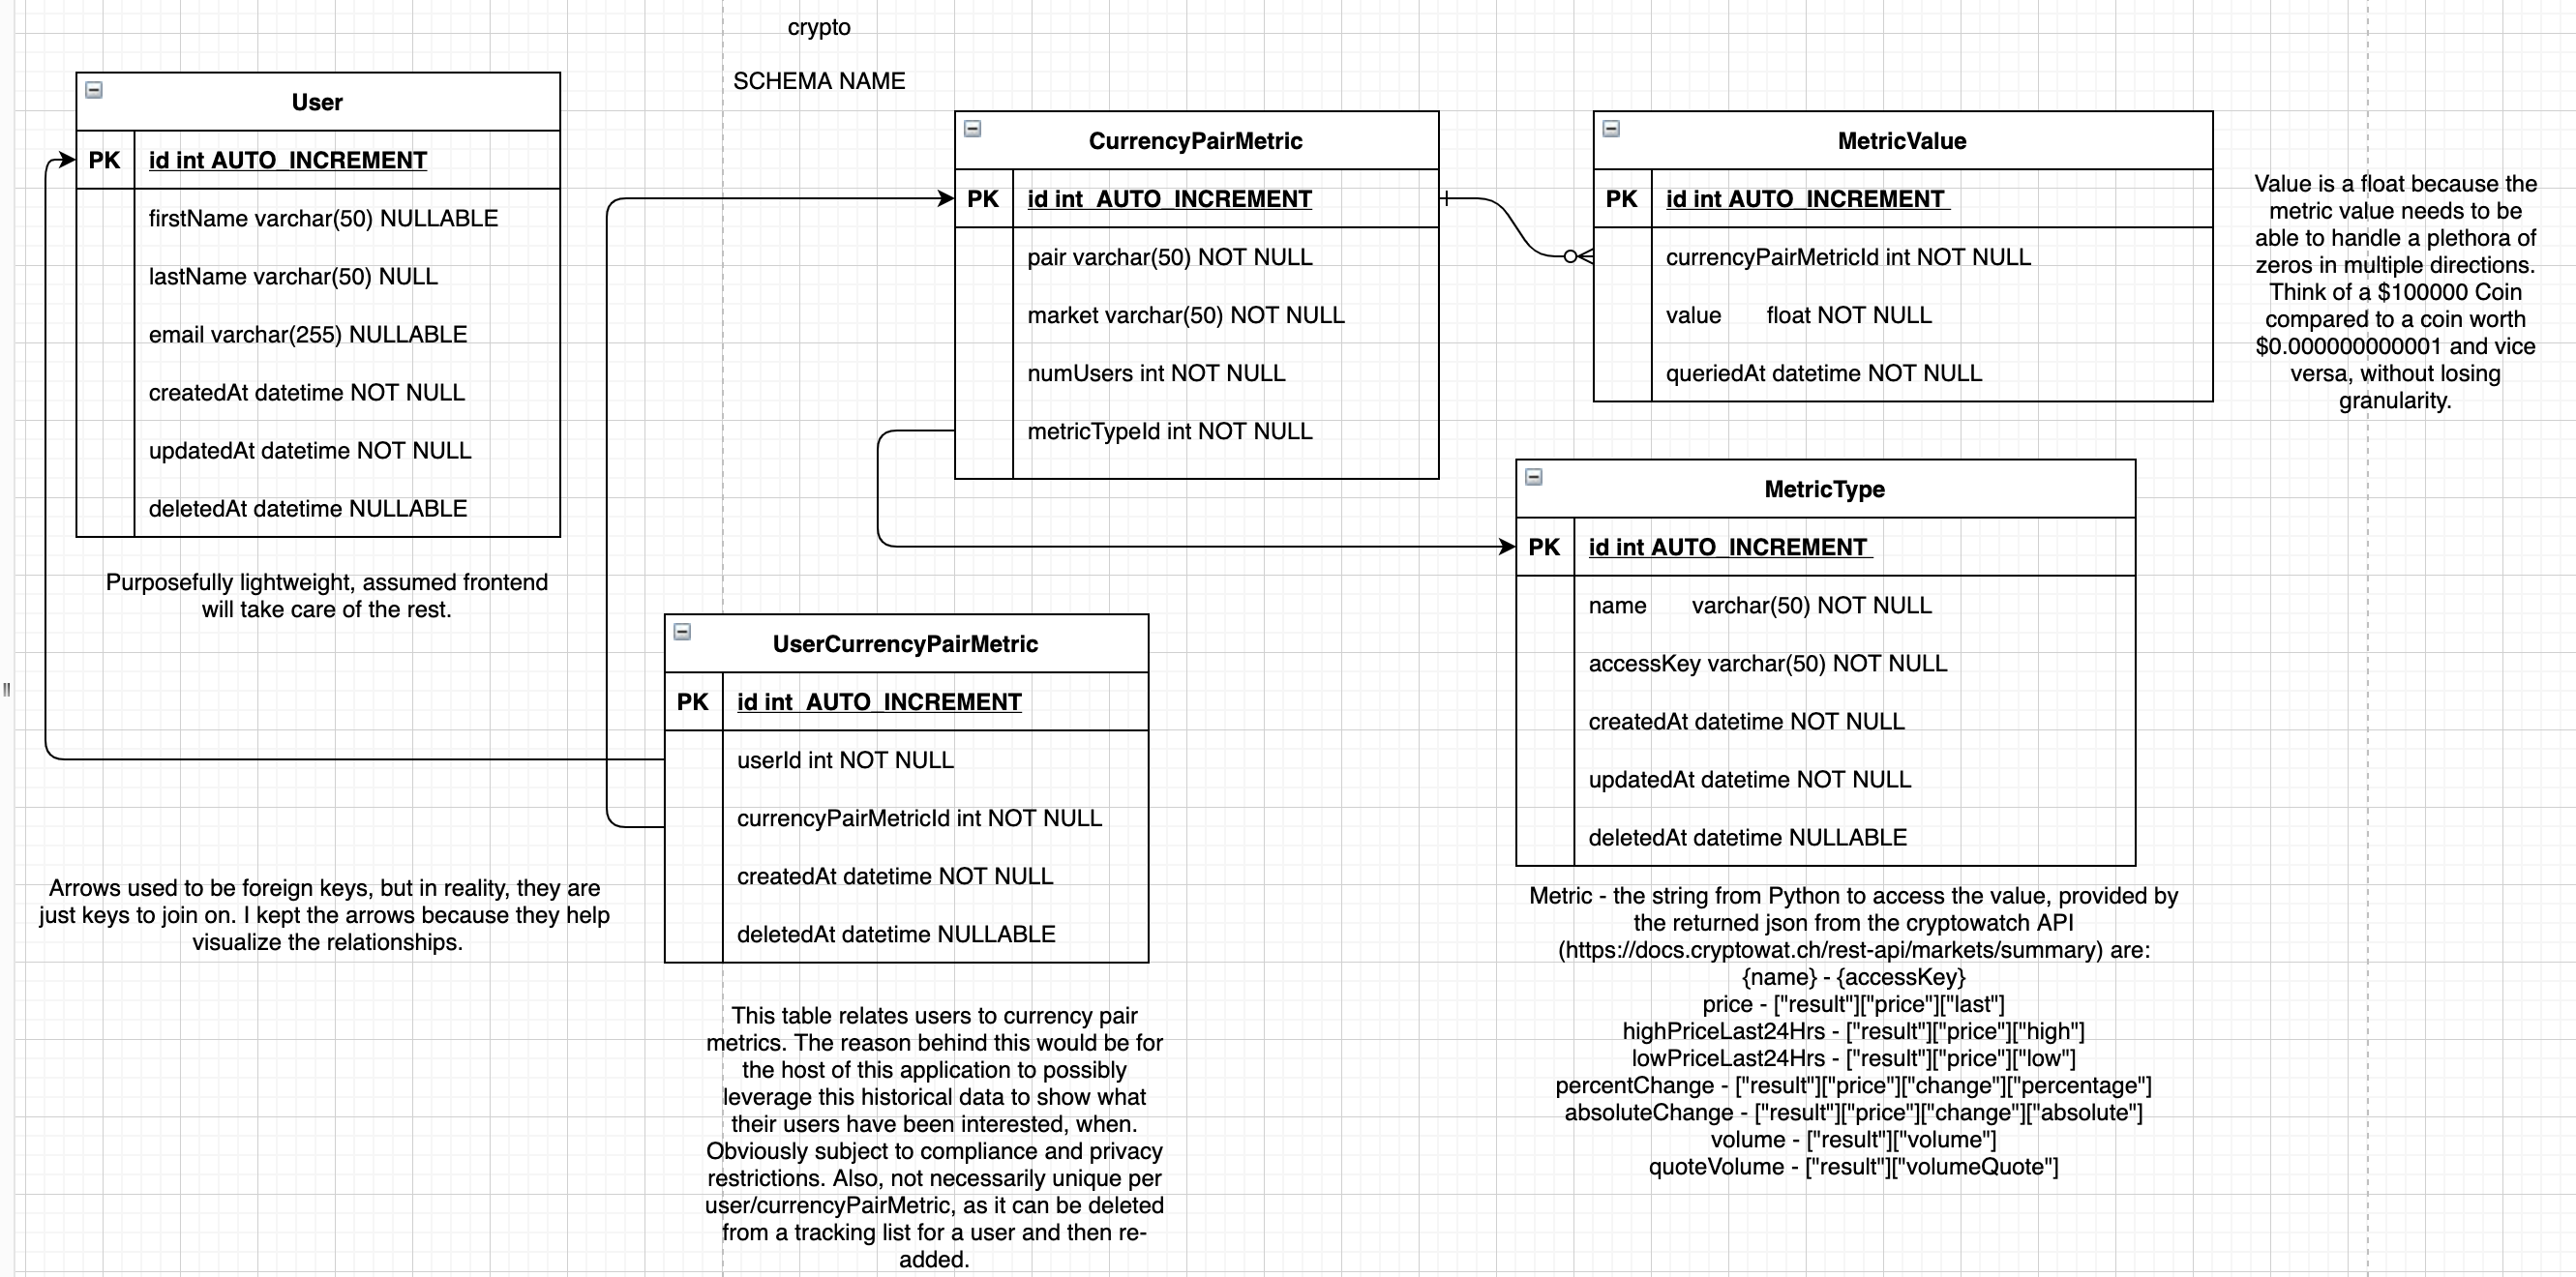 crypto
SCHEMA NAME
User
PK id int AUTO_INCREMENT
firstName varchar(50) NULLABLE
lastName varchar(50) NULL
email varchar(255) NULLABLE
createdAt datetime NOT NULL
updatedAt datetime NOT NULL
deletedAt datetime NULLABLE
Purposefully lightweight, assumed frontend
will take care of the rest.
CurrencyPairMetric
PK id int AUTO_INCREMENT
pair varchar(50) NOT NULL
market varchar(50) NOT NULL
numUsers int NOT NULL
metricTypeId int NOT NULL
MetricValue
PK id int AUTO_INCREMENT
currencyPairMetricId int NOT NULL
value float NOT NULL
queriedAt datetime NOT NULL
Value is a float because the
metric value needs to be
able to handle a plethora of
zeros in multiple directions.
Think of a $100000 Coin
compared to a coin worth
$0.000000000001 and vice
versa, without losing
granularity.
MetricType
PK id int AUTO_INCREMENT
name varchar(50) NOT NULL
accessKey varchar(50) NOT NULL
createdAt datetime NOT NULL
updatedAt datetime NOT NULL
deletedAt datetime NULLABLE
Metric - the string from Python to access the value, provided by
the returned json from the cryptowatch API
(https://docs.cryptowat.ch/rest-api/markets/summary) are:
{name} - {accessKey}
price - ["result"]["price"]["last"]
highPriceLast24Hrs - ["result"]["price"]["high"]
lowPriceLast24Hrs - ["result"]["price"]["low"]
percentChange - ["result"]["price"]["change"]["percentage"]
absoluteChange - ["result"]["price"]["change"]["absolute"]
volume - ["result"]["volume"]
quoteVolume - ["result"]["volumeQuote"]
UserCurrencyPairMetric
PK id int AUTO_INCREMENT
userId int NOT NULL
currencyPairMetricId int NOT NULL
createdAt datetime NOT NULL
deletedAt datetime NULLABLE
Arrows used to be foreign keys, but in reality, they are
just keys to join on. I kept the arrows because they help
visualize the relationships.
This table relates users to currency pair
metrics. The reason behind this would be for
the host of this application to possibly
leverage this historical data to show what
their users have been interested, when.
Obviously subject to compliance and privacy
restrictions. Also, not necessarily unique per
user/currencyPairMetric, as it can be deleted
from a tracking list for a user and then re-
added.